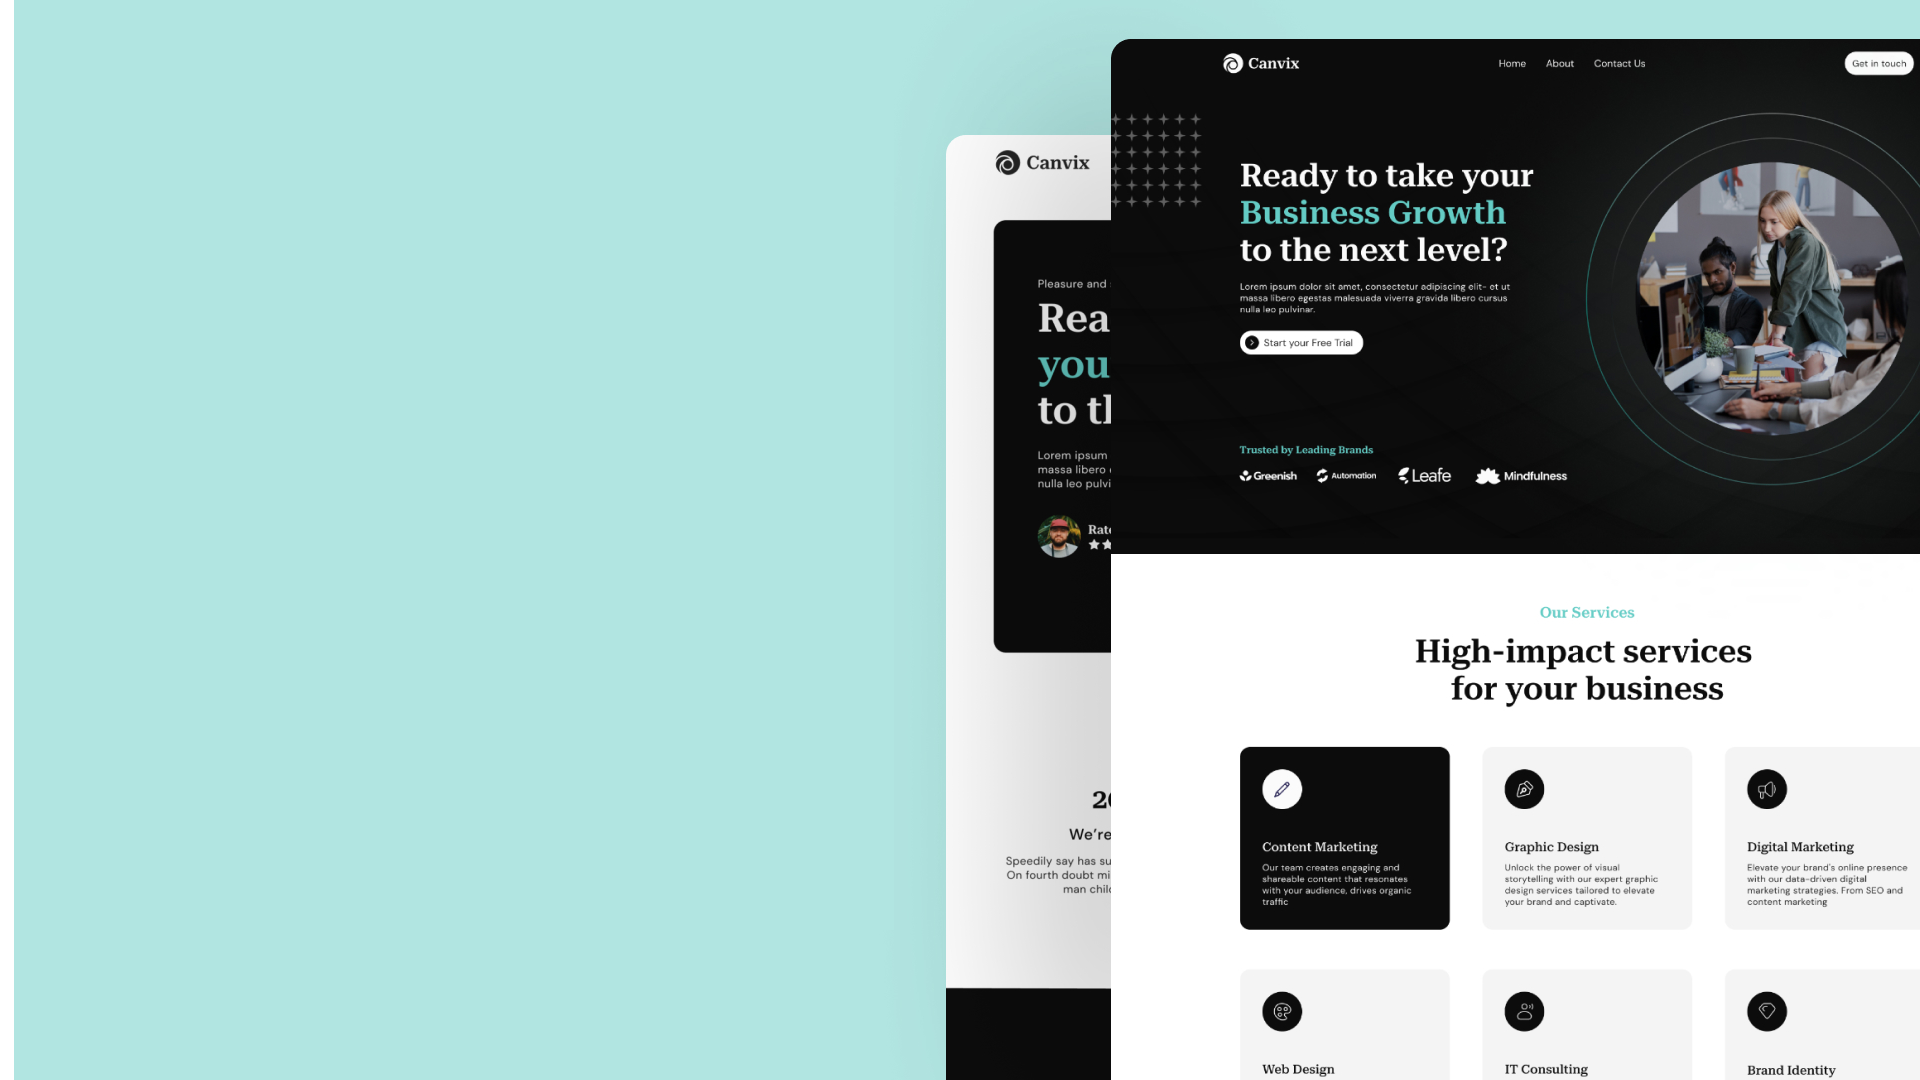 Canvix
Home
About
Contact Us
Get in touch
Ready to take your
Business Growth
to the next level?
Lorem ipsum dolor sit amet, consectetur adipiscing elit- et ut
massa libero egestas malesuada viverra gravida libero cursus
nulla leo pulvinar.
Start your Free Trial
Trusted by Leading Brands
Greenish
Automation
Leafe
Mindfulness
Our Services
High-impact services
for your business
Content Marketing
Our team creates engaging and
shareable content that resonates
with your audience, drives organic
traffic
Graphic Design
Unlock the power of visual
storytelling with our expert graphic
design services tailored to elevate
your brand and captivate.
Digital Marketing
Elevate your brand's online presence
with our data-driven digital
marketing strategies. From SEO and
content marketing
Web Design
IT Consulting
Brand Identity
Canvix
Pleasure and
Rea
you
to t
Lorem ipsum
massa libero
nulla leo pulvi
Rate
2
We're
Speedily say has su
On fourth doubt mi
man chil